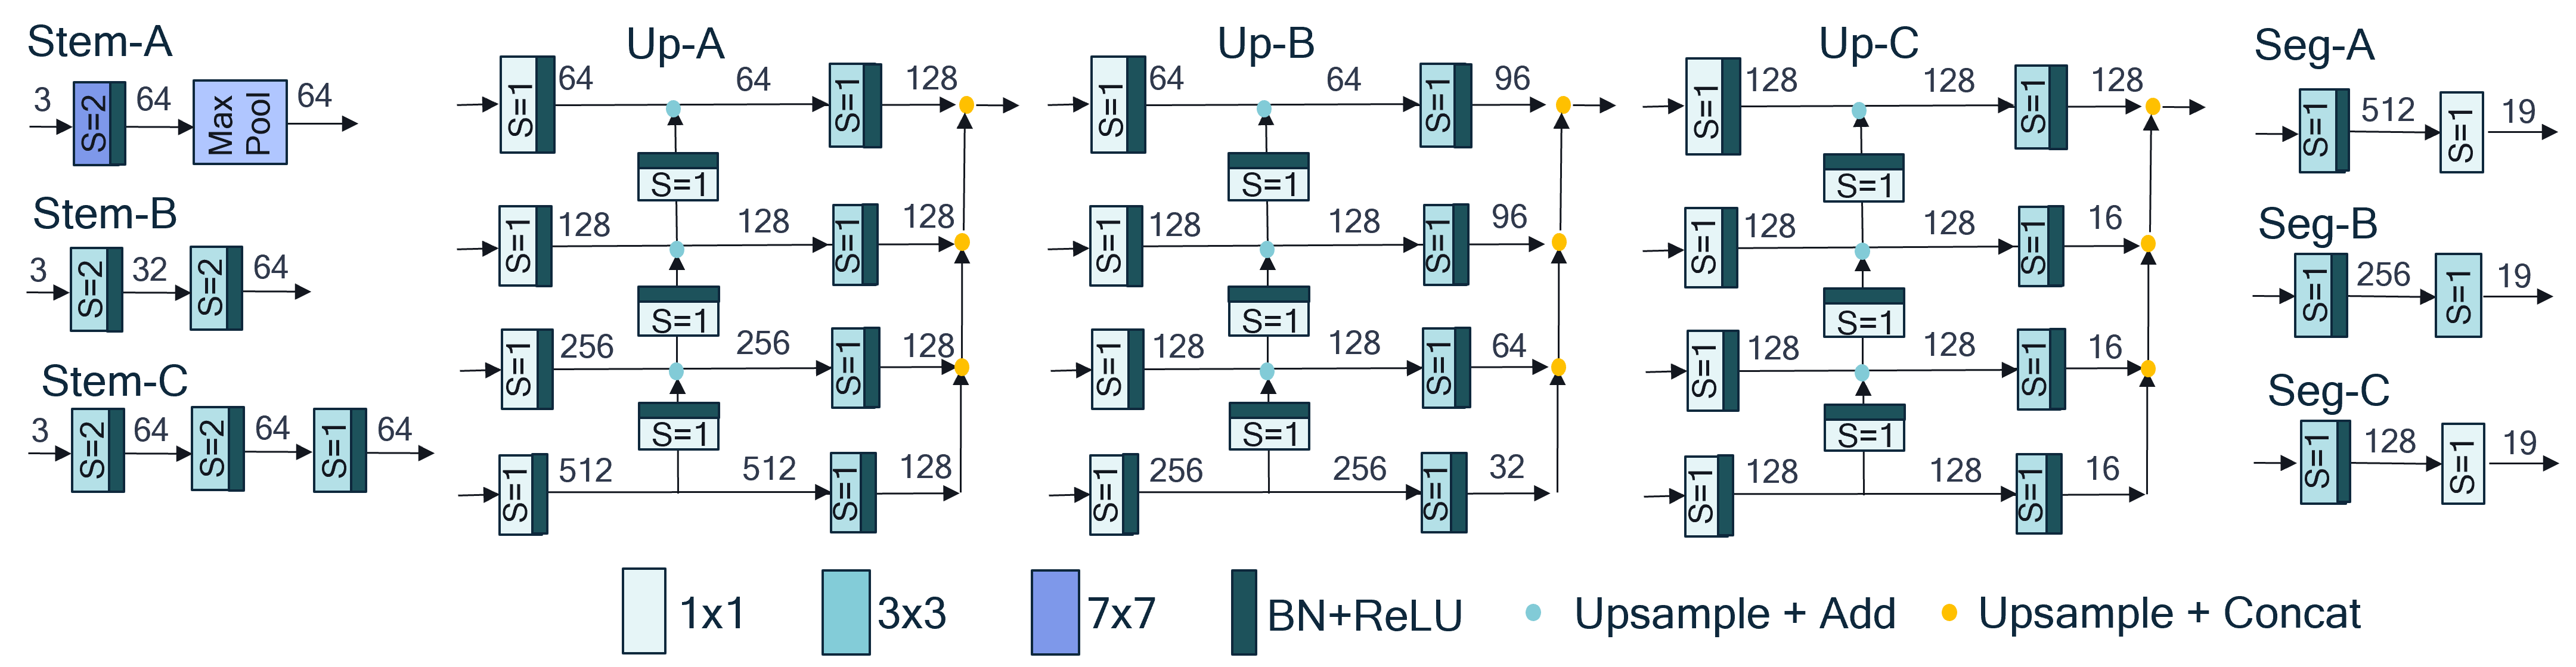 Stem-A
3
S=2
64
Max
Pool
64
Stem-B
3
S=2
32
S=2
64
Stem-C
3
S=2
64
S=2
64
S=1
64
Up-A
S=1
64
64
S=1
128
S=1
S=1
128
128
S=1
128
S=1
S=1
256
256
S=1
128
S=1
S=1
512
512
S=1
128
Up-B
S=1
64
64
S=1
96
S=1
S=1
128
128
S=1
96
S=1
S=1
128
128
S=1
64
S=1
S=1
256
256
S=1
32
Up-C
S=1
128
128
S=1
128
S=1
S=1
128
128
S=1
16
S=1
S=1
128
128
S=1
16
S=1
S=1
128
128
S=1
16
Seg-A
S=1
512
S=1
19
Seg-B
S=1
256
S=1
19
Seg-C
S=1
128
S=1
19
1x1
3x3
7x7
BN+ReLU
Upsample + Add
Upsample + Concat